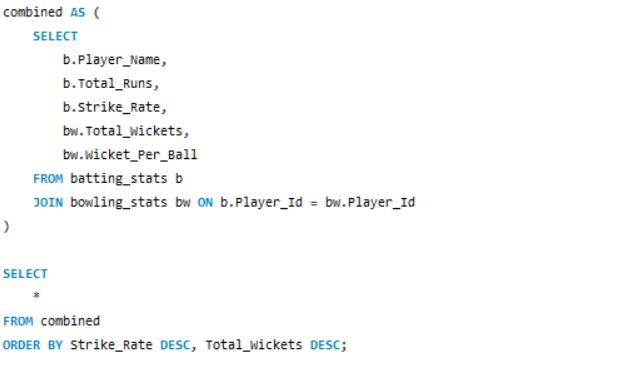 combined AS (
    SELECT
        b.Player_Name,
        b.Total_Runs,
        b.Strike_Rate,
        bw.Total_Wickets,
        bw.Wicket_Per_Ball
    FROM batting_stats b
    JOIN bowling_stats bw ON b.Player_Id = bw.Player_Id
)
SELECT
    *
FROM combined
ORDER BY Strike_Rate DESC, Total_Wickets DESC;